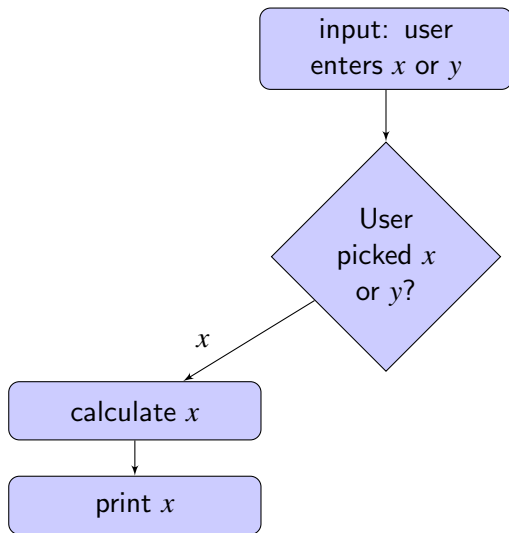 input: user
enters x or y
User
picked x
or y?
x
calculate x
print x